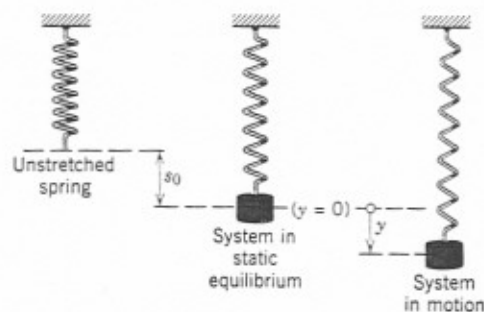 Unstretched
spring
s₀
(y = 0)
y
System in
static
equilibrium
System
in motion